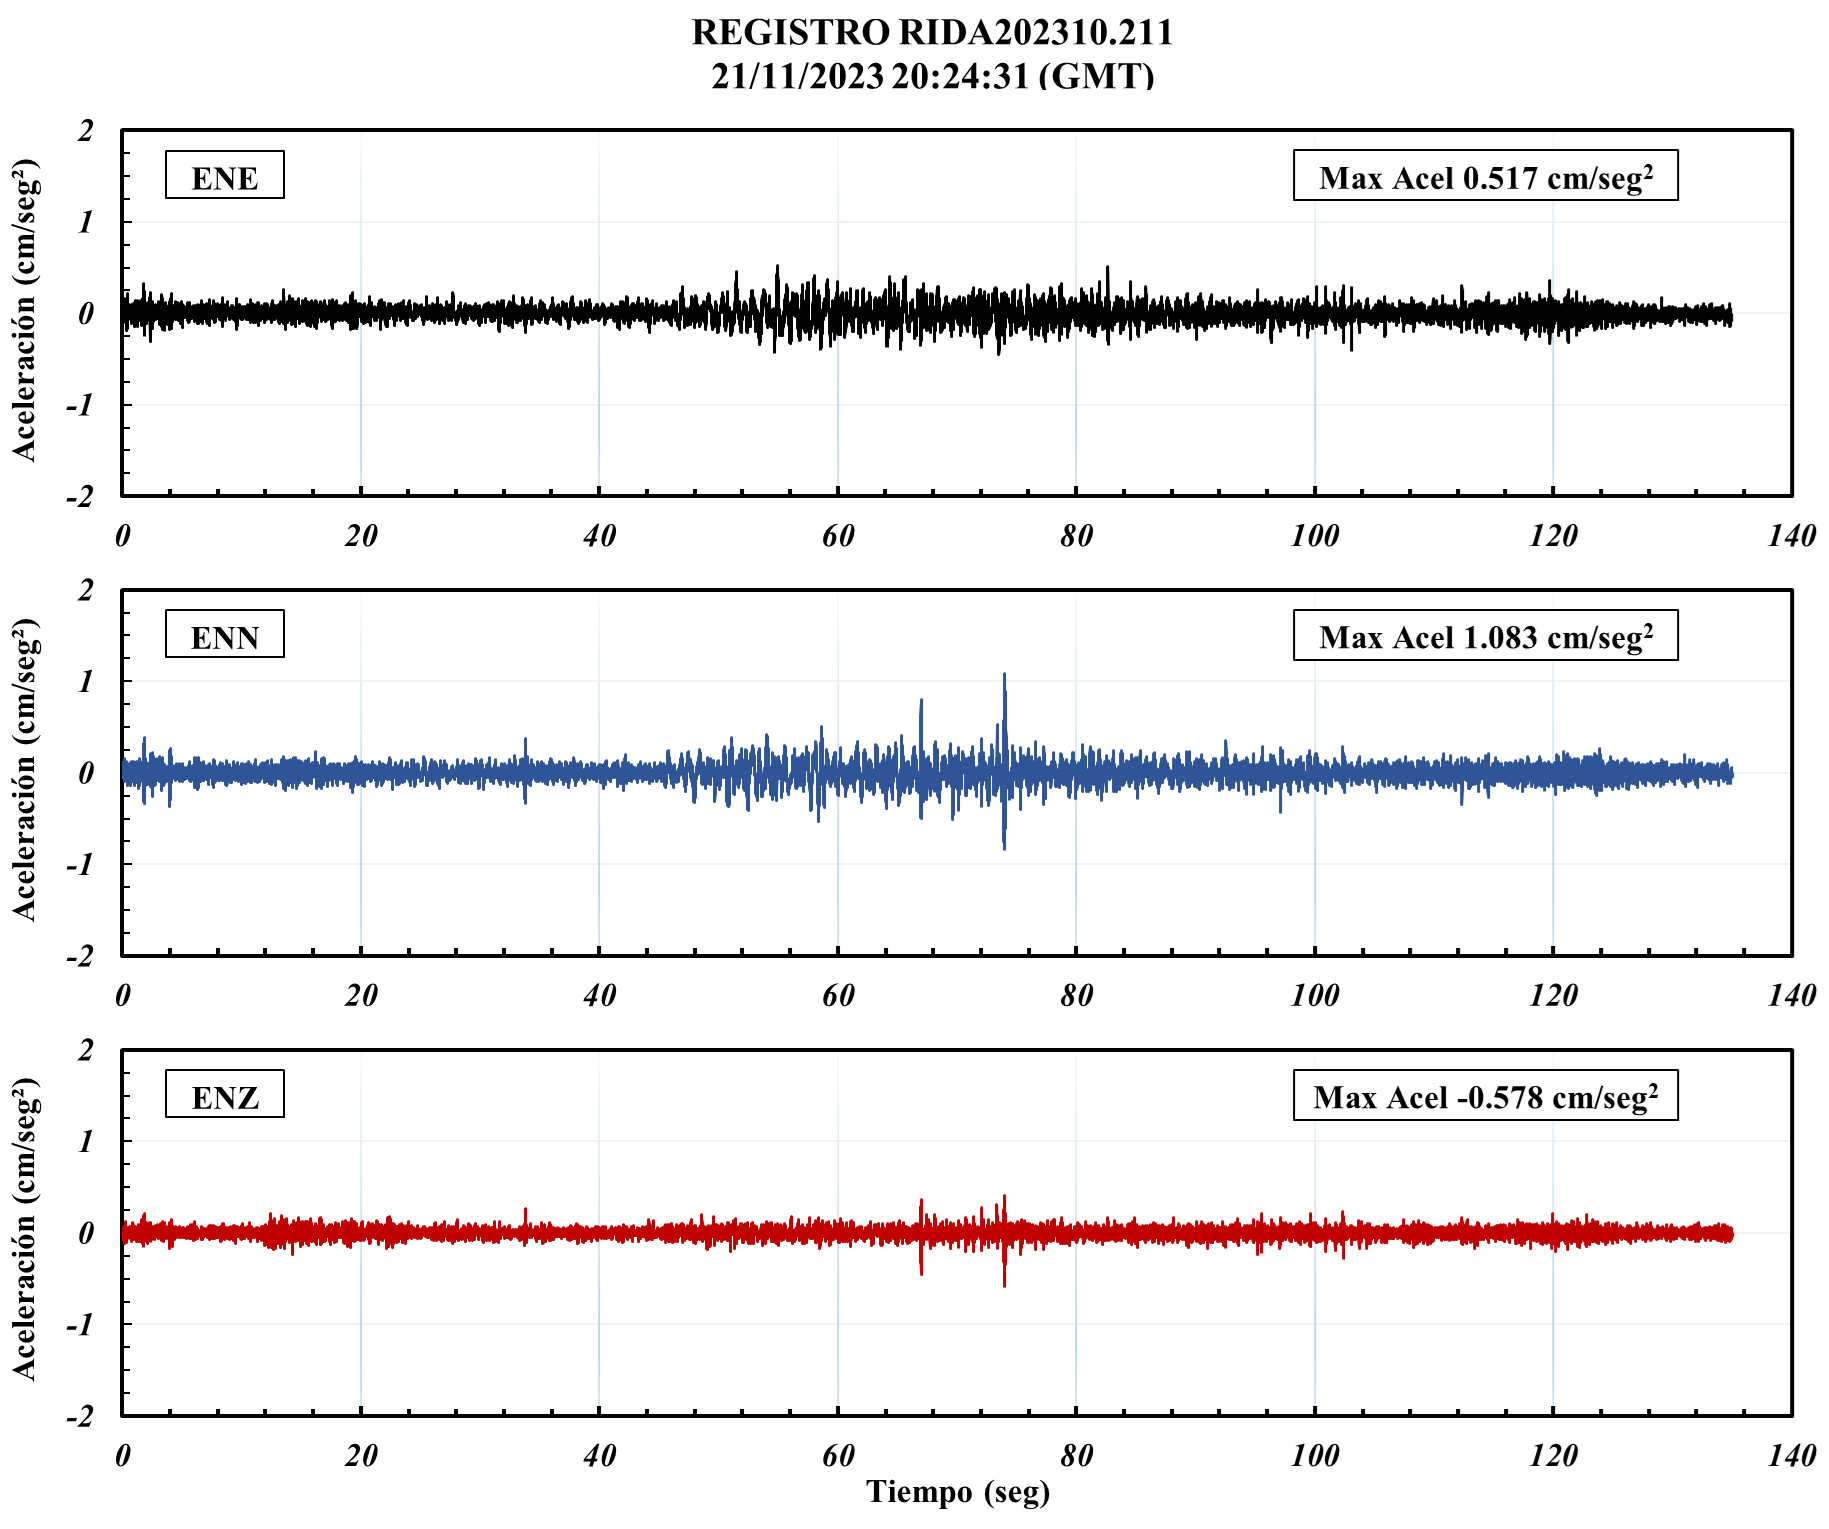 REGISTRO RIDA202310.211
21/11/2023 20:24:31 (GMT)
Aceleración (cm/seg²)
2
1
0
-1
-2
ENE
Max Acel 0.517 cm/seg²
0 20 40 60 80 100 120 140
Aceleración (cm/seg²)
2
1
0
-1
-2
ENN
Max Acel 1.083 cm/seg²
0 20 40 60 80 100 120 140
Aceleración (cm/seg²)
2
1
0
-1
-2
ENZ
Max Acel -0.578 cm/seg²
0 20 40 60 80 100 120 140
Tiempo (seg)